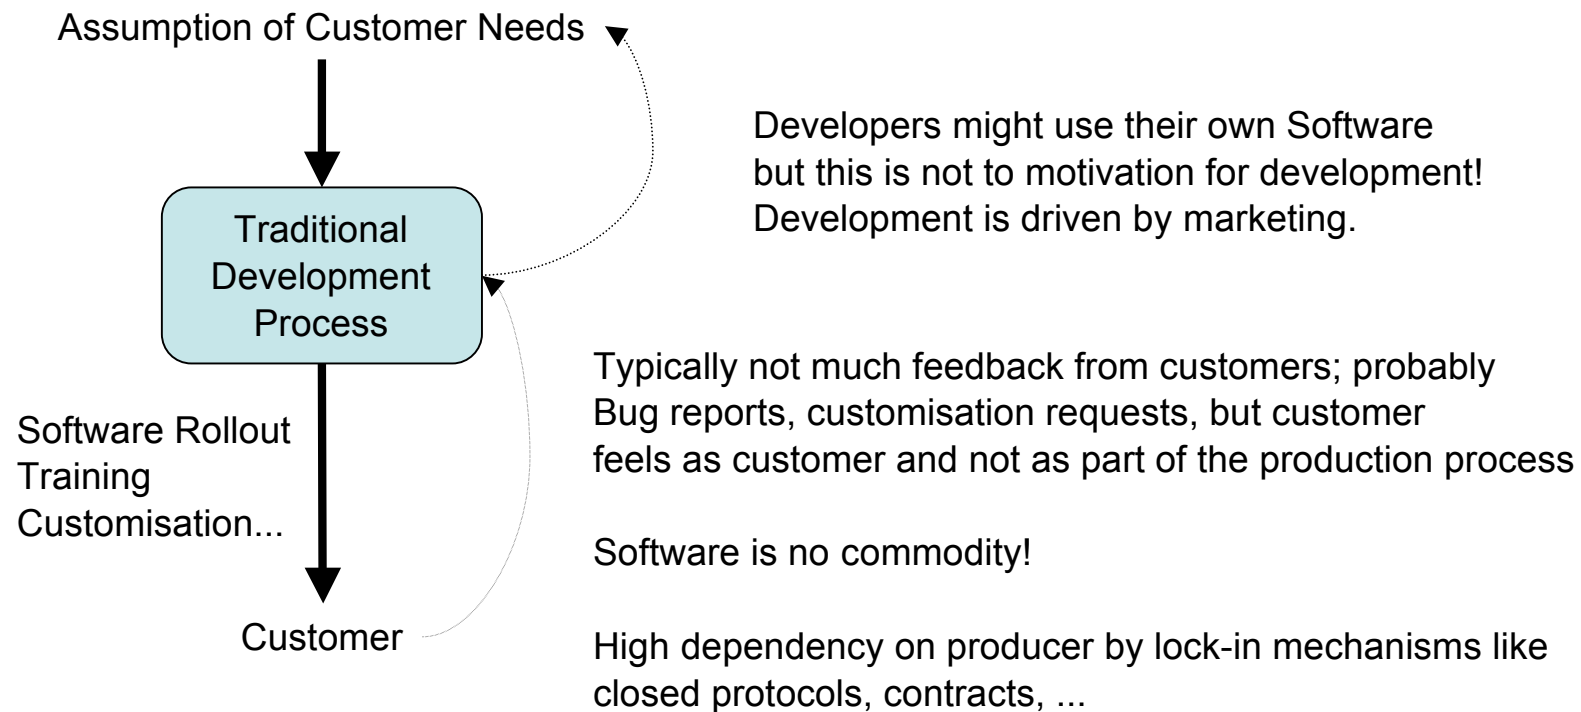 Assumption of Customer Needs
Developers might use their own Software
but this is not to motivation for development!
Development is driven by marketing.
Traditional
Development
Process
Typically not much feedback from customers; probably
Bug reports, customisation requests, but customer
feels as customer and not as part of the production process
Software Rollout
Training
Customisation...
Software is no commodity!
Customer
High dependency on producer by lock-in mechanisms like
closed protocols, contracts, ...